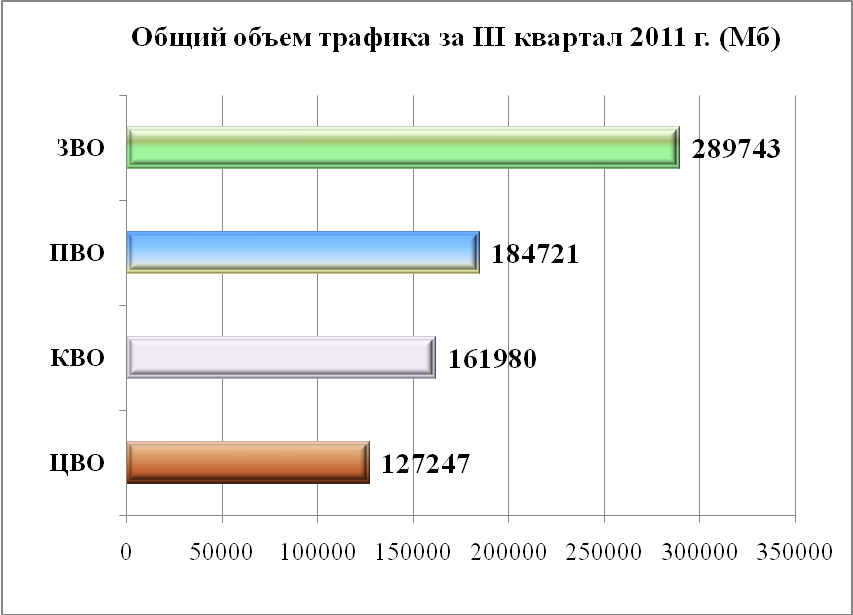 Общий объем трафика за III квартал 2011 г. (Мб)
ЗВО 289743
ПВО 184721
КВО 161980
ЦВО 127247
0 50000 100000 150000 200000 250000 300000 350000